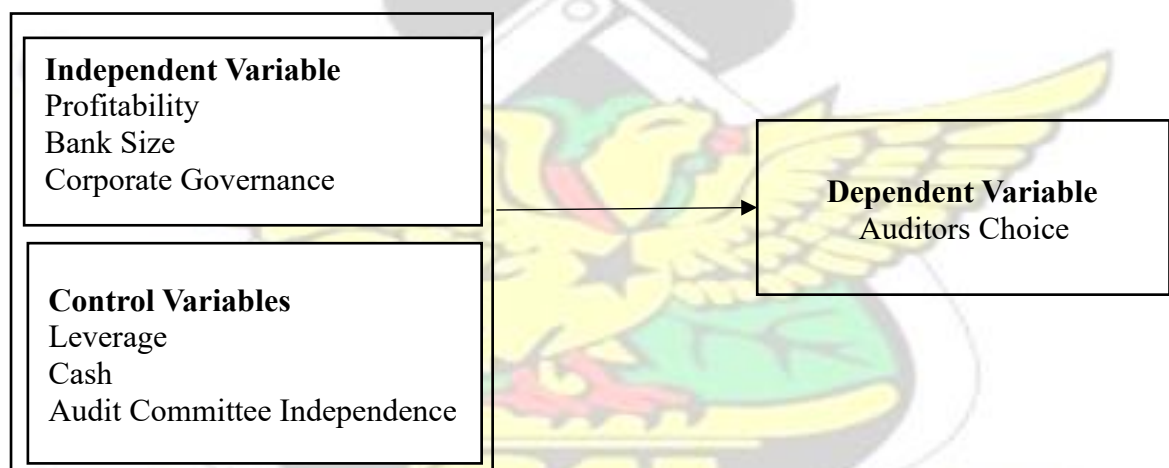 Independent Variable
Profitability
Bank Size
Corporate Governance
Control Variables
Leverage
Cash
Audit Committee Independence
Dependent Variable
Auditors Choice